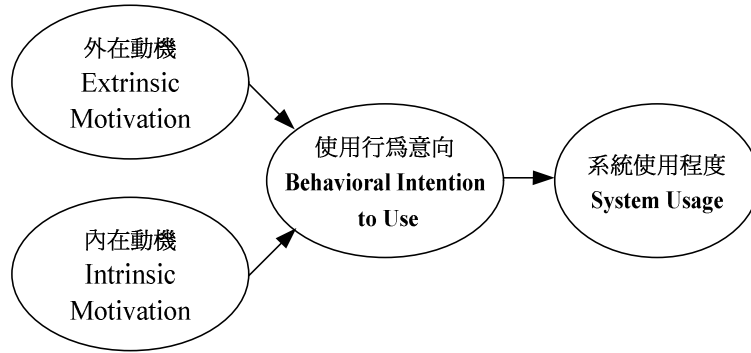 外在動機
Extrinsic
Motivation
內在動機
Intrinsic
Motivation
使用行為意向
Behavioral Intention
to Use
系統使用程度
System Usage